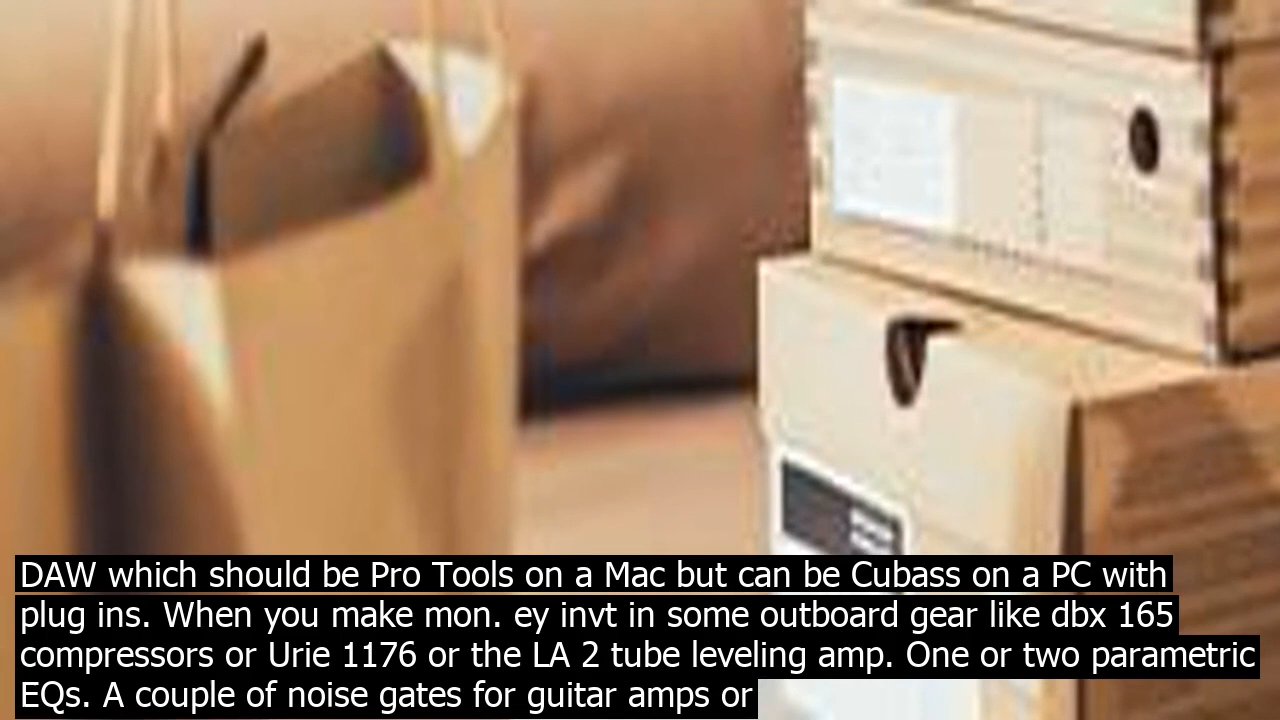 DAW which should be Pro Tools on a Mac but can be Cubass on a PC with
plug ins. When you make mon. ey invt in some outboard gear like dbx 165
compressors or Urie 1176 or the LA 2 tube leveling amp. One or two parametric
EQs. A couple of noise gates for guitar amps or